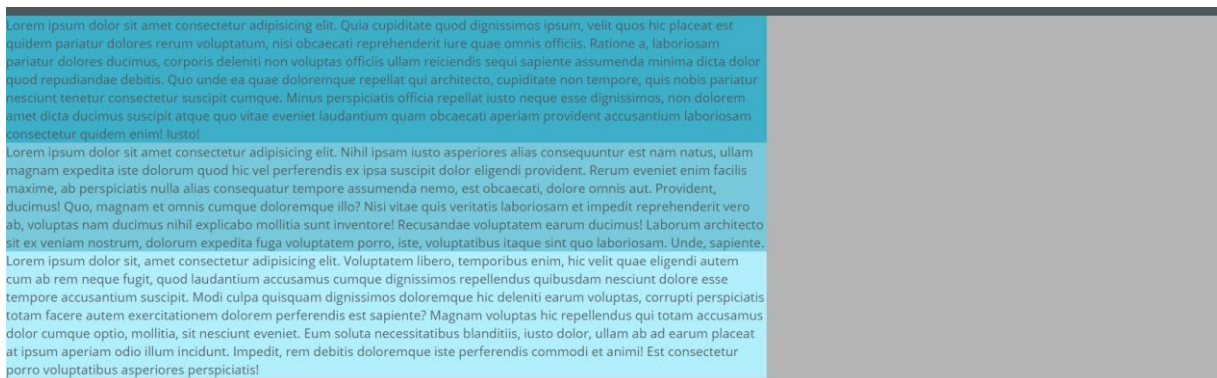 Lorem ipsum dolor sit amet consectetur adipisicing elit. Quia cupiditate quod dignissimos ipsum, velit quos hic placeat est
quidem pariatur dolores rerum voluptatum, nisi obcaecati reprehenderit iure quae omnis officiis. Ratione a, laboriosam
pariatur dolores ducimus, corporis deleniti non voluptas officiis ullam reiciendis sequi sapiente assumenda minima dicta dolor
quod repudiandae debitis. Quo unde ea quae doloremque repellat qui architecto, cupiditate non tempore, quis nobis pariatur
nesciunt tenetur consectetur suscipit cumque. Minus perspiciatis officia repellat iusto neque esse dignissimos, non dolorem
amet dicta ducimus suscipit atque quo vitae eveniet laudantium quam obcaecati aperiam provident accusantium laboriosam
consectetur quidem enim! Iusto!
Lorem ipsum dolor sit amet consectetur adipisicing elit. Nihil ipsam iusto asperiores alias consequuntur est nam natus, ullam
magnam expedita iste dolorum quod hic vel perferendis ex ipsa suscipit dolor eligendi provident. Rerum eveniet enim facilis
maxime, ab perspiciatis nulla alias consequatur tempore assumenda nemo, est obcaecati, dolore omnis aut. Provident,
ducimus! Quo, magnam et omnis cumque doloremque illo? Nisi vitae quis veritatis laboriosam et impedit reprehenderit vero
ab, voluptas nam ducimus nihil explicabo mollitia sunt inventore! Recusandae voluptatem earum ducimus! Laborum architecto
sit ex veniam nostrum, dolorum expedita fuga voluptatem porro, iste, voluptatibus itaque sint quo laboriosam. Unde, sapiente.
Lorem ipsum dolor sit, amet consectetur adipisicing elit. Voluptatem libero, temporibus enim, hic velit quae eligendi autem
cum ab rem neque fugit, quod laudantium accusamus cumque dignissimos repellendus quibusdam nesciunt dolore esse
tempore accusantium suscipit. Modi culpa quisquam dignissimos doloremque hic deleniti earum voluptas, corrupti perspiciatis
totam facere autem exercitationem dolorem perferendis est sapiente? Magnam voluptas hic repellendus qui totam accusamus
dolor cumque optio, mollitia, sit nesciunt eveniet. Eum soluta necessitatibus blanditiis, iusto dolor, ullam ab ad earum placeat
at ipsum aperiam odio illum incidunt. Impedit, rem debitis doloremque iste perferendis commodi et animi! Est consectetur
porro voluptatibus asperiores perspiciatis!